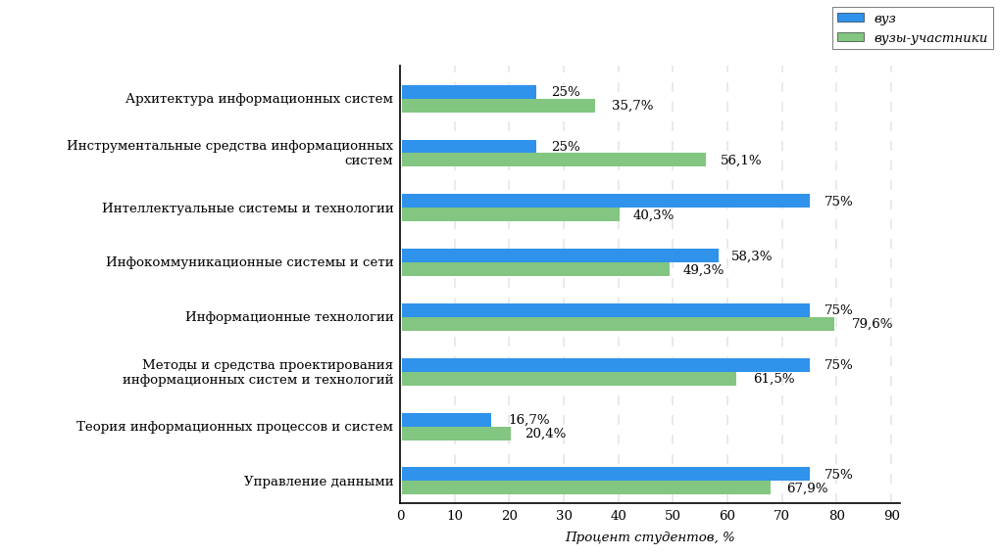 вуз
вузы-участники
Архитектура информационных систем
25%
35,7%
Инструментальные средства информационных
систем
25%
56,1%
Интеллектуальные системы и технологии
75%
40,3%
Инфокоммуникационные системы и сети
58,3%
49,3%
Информационные технологии
75%
79,6%
Методы и средства проектирования
информационных систем и технологий
75%
61,5%
Теория информационных процессов и систем
16,7%
20,4%
Управление данными
75%
67,9%
0 10 20 30 40 50 60 70 80 90
Процент студентов, %